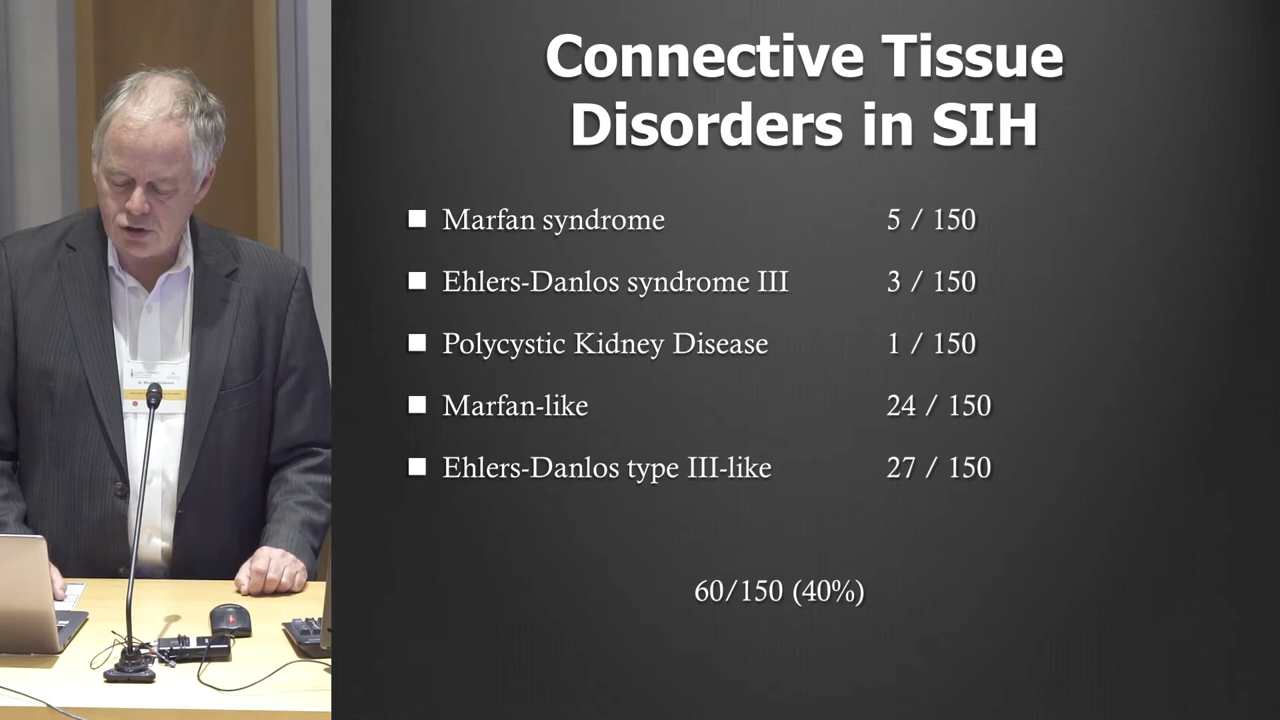 Connective Tissue
Disorders in SIH
Marfan syndrome 5 / 150
Ehlers-Danlos syndrome III 3 / 150
Polycystic Kidney Disease 1 / 150
Marfan-like 24 / 150
Ehlers-Danlos type III-like 27 / 150
60/150 (40%)